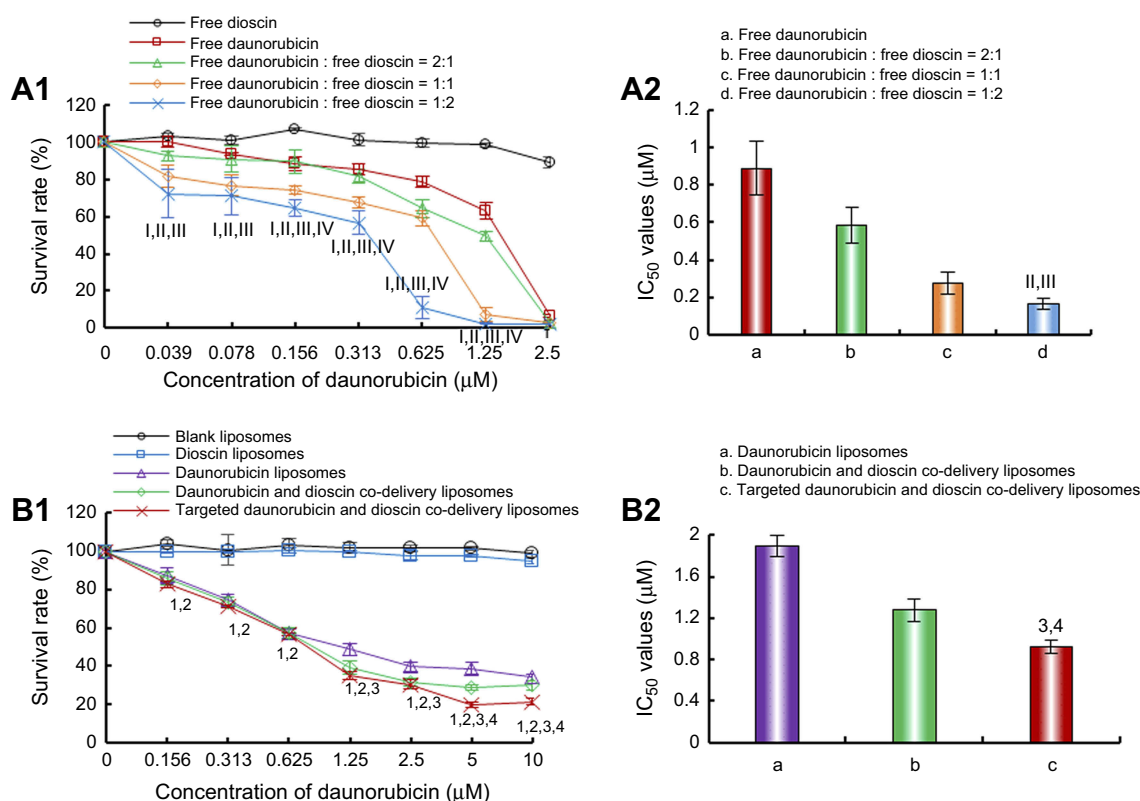 Free dioscin
Free daunorubicin
Free daunorubicin : free dioscin = 2:1
Free daunorubicin : free dioscin = 1:1
Free daunorubicin : free dioscin = 1:2
A1
120
100
80
60
40
20
0
Survival rate (%)
I,II,III
I,II,III
I,II,III,IV
I,II,III,IV
I,II,III,IV
I,II,III,IV
0 0.039 0.078 0.156 0.313 0.625 1.25 2.5
Concentration of daunorubicin (μM)
a. Free daunorubicin
b. Free daunorubicin : free dioscin = 2:1
c. Free daunorubicin : free dioscin = 1:1
d. Free daunorubicin : free dioscin = 1:2
A2
1.2
1
0.8
0.6
0.4
0.2
0
IC50 values (μM)
II,III
a b c d
Blank liposomes
Dioscin liposomes
Daunorubicin liposomes
Daunorubicin and dioscin co-delivery liposomes
Targeted daunorubicin and dioscin co-delivery liposomes
B1
120
100
80
60
40
20
0
Survival rate (%)
1,2
1,2
1,2
1,2,3
1,2,3
1,2,3,4
1,2,3,4
0 0.156 0.313 0.625 1.25 2.5 5 10
Concentration of daunorubicin (μM)
a. Daunorubicin liposomes
b. Daunorubicin and dioscin co-delivery liposomes
c. Targeted daunorubicin and dioscin co-delivery liposomes
B2
2
1.6
1.2
0.8
0.4
0
IC50 values (μM)
3,4
a b c